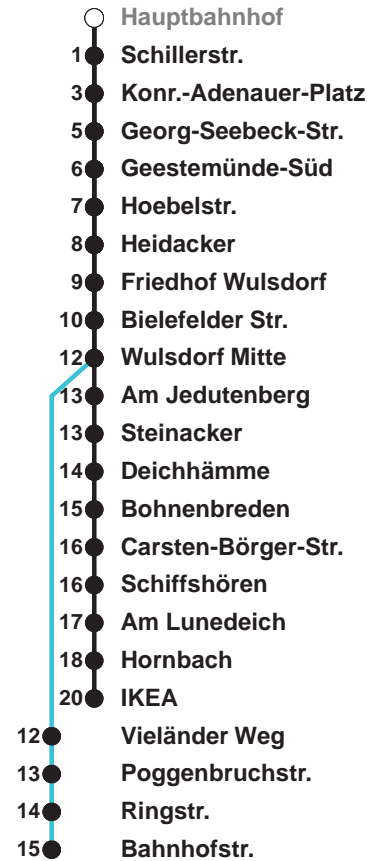 Hauptbahnhof
1 Schillerstr.
3 Konr.-Adenauer-Platz
5 Georg-Seebeck-Str.
6 Geestemünde-Süd
7 Hoebelstr.
8 Heidacker
9 Friedhof Wulsdorf
10 Bielefelder Str.
12 Wulsdorf Mitte
13 Am Jedutenberg
13 Steinacker
14 Deichhämme
15 Bohnenbreden
16 Carsten-Börger-Str.
16 Schiffshören
17 Am Lunedeich
18 Hornbach
20 IKEA
12 Vieländer Weg
13 Poggenbruchstr.
14 Ringstr.
15 Bahnhofstr.